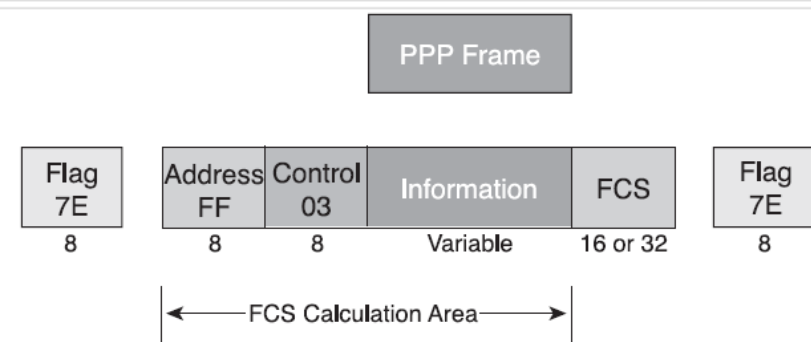 PPP Frame
Flag
7E
Address
FF
Control
03
Information
FCS
Flag
7E
8
8
8
Variable
16 or 32
8
FCS Calculation Area